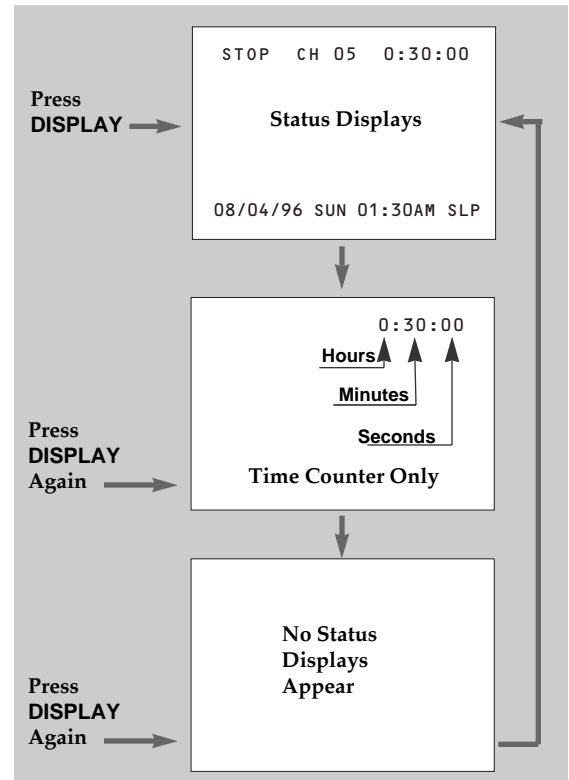 STOP CH 05 0:30:00
Press
DISPLAY
Status Displays
08/04/96 SUN 01:30AM SLP
0:30:00
Hours
Minutes
Seconds
Press
DISPLAY
Again
Time Counter Only
No Status
Displays
Appear
Press
DISPLAY
Again